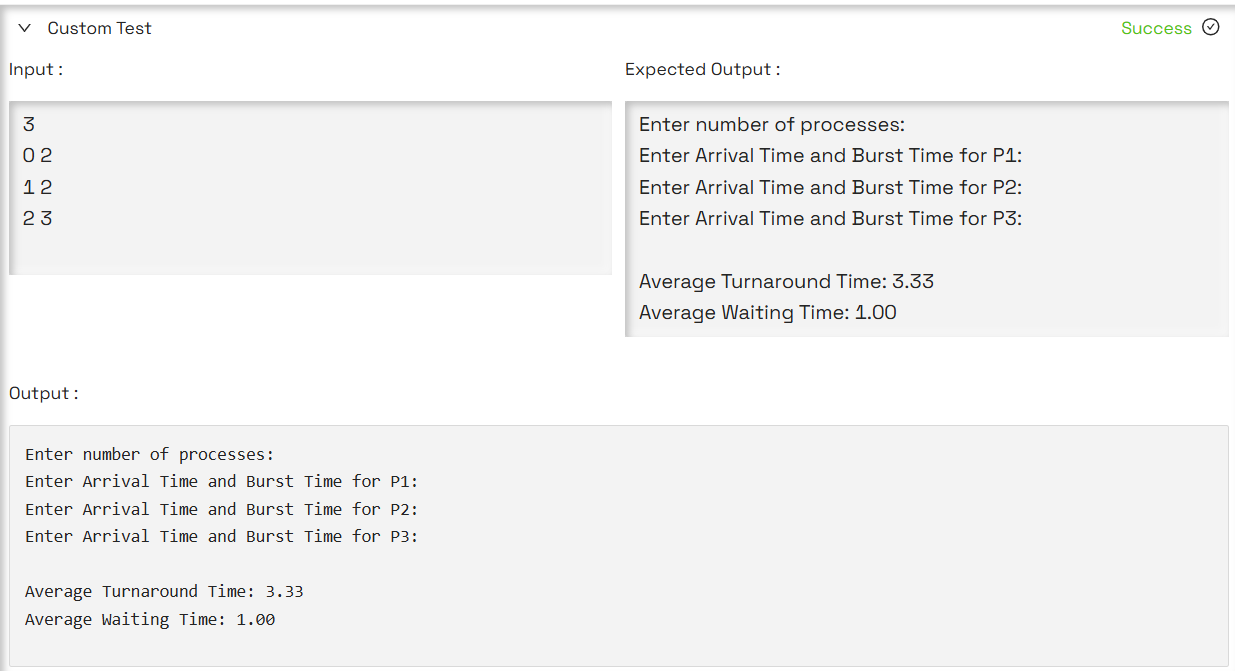 Custom Test
Success
Input :
3
0 2
1 2
2 3
Expected Output :
Enter number of processes:
Enter Arrival Time and Burst Time for P1:
Enter Arrival Time and Burst Time for P2:
Enter Arrival Time and Burst Time for P3:

Average Turnaround Time: 3.33
Average Waiting Time: 1.00
Output :
Enter number of processes:
Enter Arrival Time and Burst Time for P1:
Enter Arrival Time and Burst Time for P2:
Enter Arrival Time and Burst Time for P3:

Average Turnaround Time: 3.33
Average Waiting Time: 1.00